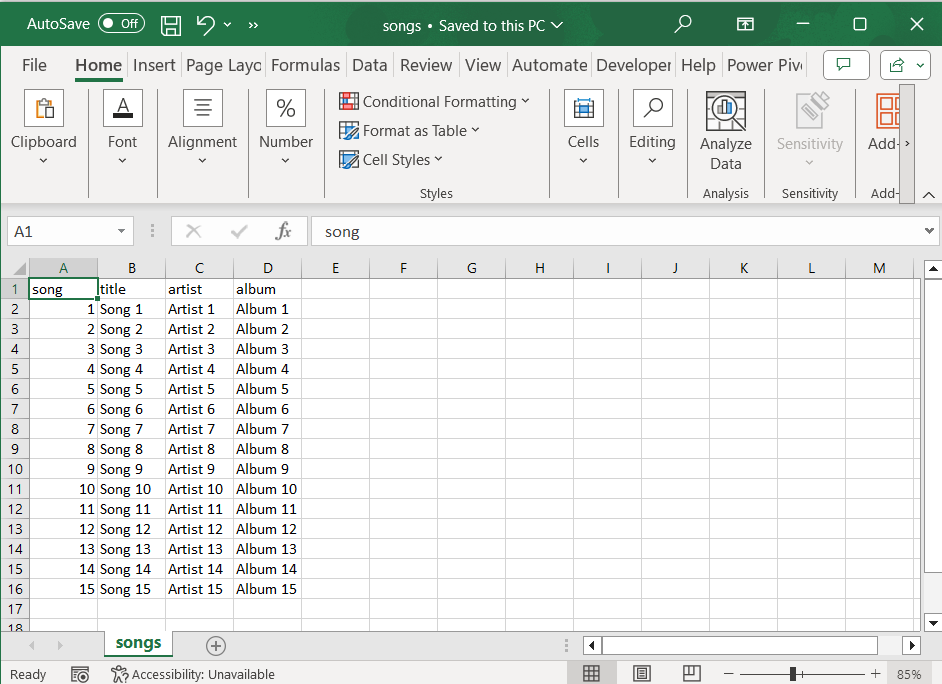 AutoSave Off songs • Saved to this PC
File Home Insert Page Layo Formulas Data Review View Automate Developer Help Power Piv
Clipboard Font Alignment Number Conditional Formatting Format as Table Cell Styles Cells Editing Analyze Data Sensitivity Add-
Styles Analysis Sensitivity Add-
A1 fx song
A B C D E F G H I J K L M
1 song title artist album
2 1 Song 1 Artist 1 Album 1
3 2 Song 2 Artist 2 Album 2
4 3 Song 3 Artist 3 Album 3
5 4 Song 4 Artist 4 Album 4
6 5 Song 5 Artist 5 Album 5
7 6 Song 6 Artist 6 Album 6
8 7 Song 7 Artist 7 Album 7
9 8 Song 8 Artist 8 Album 8
10 9 Song 9 Artist 9 Album 9
11 10 Song 10 Artist 10 Album 10
12 11 Song 11 Artist 11 Album 11
13 12 Song 12 Artist 12 Album 12
14 13 Song 13 Artist 13 Album 13
15 14 Song 14 Artist 14 Album 14
16 15 Song 15 Artist 15 Album 15
17
18
songs
Ready Accessibility: Unavailable 85%